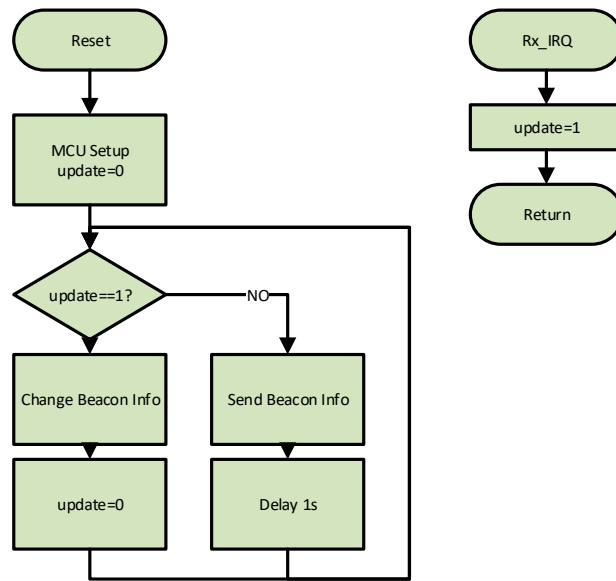 Reset
MCU Setup
update=0
update==1?
NO
Change Beacon Info
Send Beacon Info
update=0
Delay 1s
Rx_IRQ
update=1
Return